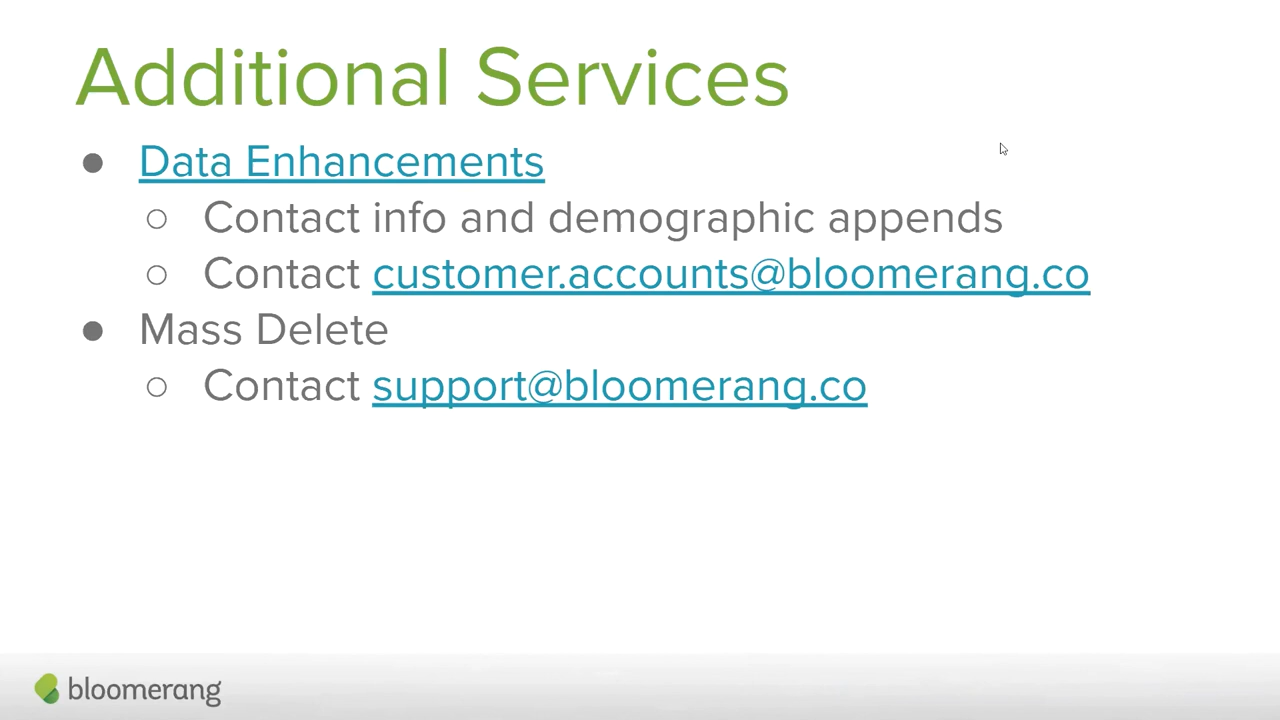 Additional Services
● Data Enhancements
○ Contact info and demographic appends
○ Contact customer.accounts@bloomerang.co
● Mass Delete
○ Contact support@bloomerang.co
bloomerang